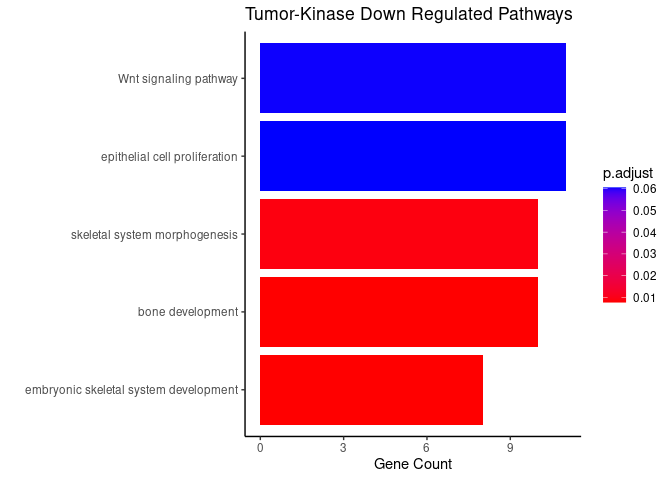 Tumor-Kinase Down Regulated Pathways
Wnt signaling pathway
epithelial cell proliferation
skeletal system morphogenesis
bone development
embryonic skeletal system development
0 3 6 9
Gene Count
p.adjust
0.06
0.05
0.04
0.03
0.02
0.01